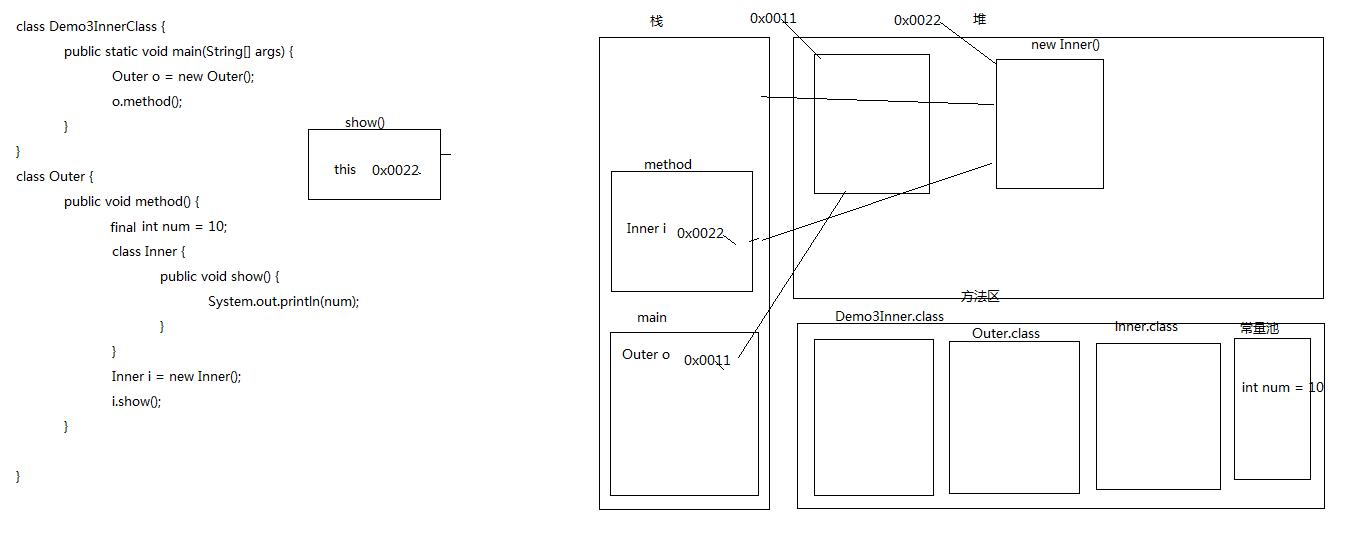 class Demo3InnerClass {
public static void main(String[] args) {
Outer o = new Outer();
o.method();
}
}
class Outer {
public void method() {
final int num = 10;
class Inner {
public void show() {
System.out.println(num);
}
}
Inner i = new Inner();
i.show();
}
}
show()
this 0x0022
栈
method
Inner i 0x0022
main
Outer o 0x0011
0x0011
0x0022
堆
new Inner()
方法区
Demo3Inner.class
Outer.class
Inner.class
常量池
int num = 10